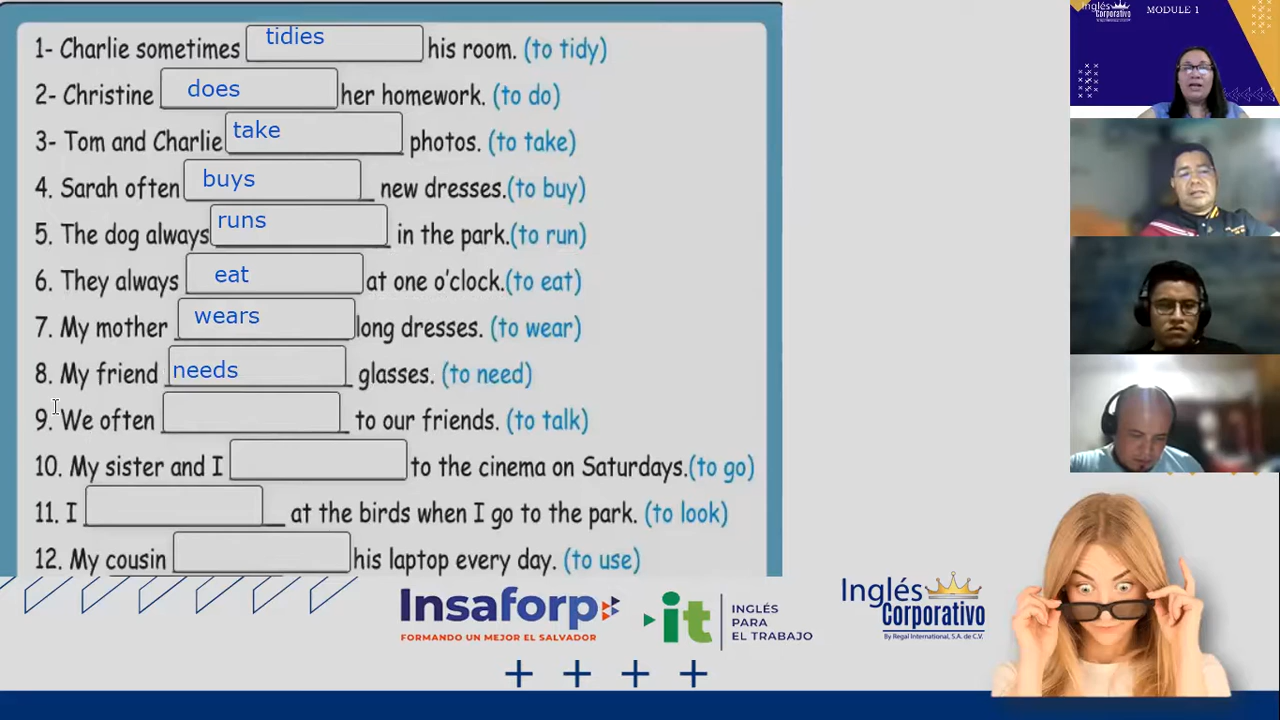 1- Charlie sometimes tidies his room. (to tidy)
2- Christine does her homework. (to do)
3- Tom and Charlie take photos. (to take)
4. Sarah often buys new dresses.(to buy)
5. The dog always runs in the park.(to run)
6. They always eat at one o'clock.(to eat)
7. My mother wears long dresses. (to wear)
8. My friend needs glasses. (to need)
9. We often to our friends. (to talk)
10. My sister and I to the cinema on Saturdays.(to go)
11. I at the birds when I go to the park. (to look)
12. My cousin his laptop every day. (to use)
Inglés Corporativo
MODULE 1
Insaforp
FORMANDO UN MEJOR EL SALVADOR
it
INGLÉS
PARA
EL TRABAJO
Inglés
Corporativo
By Regal International, S.A. de C.V.